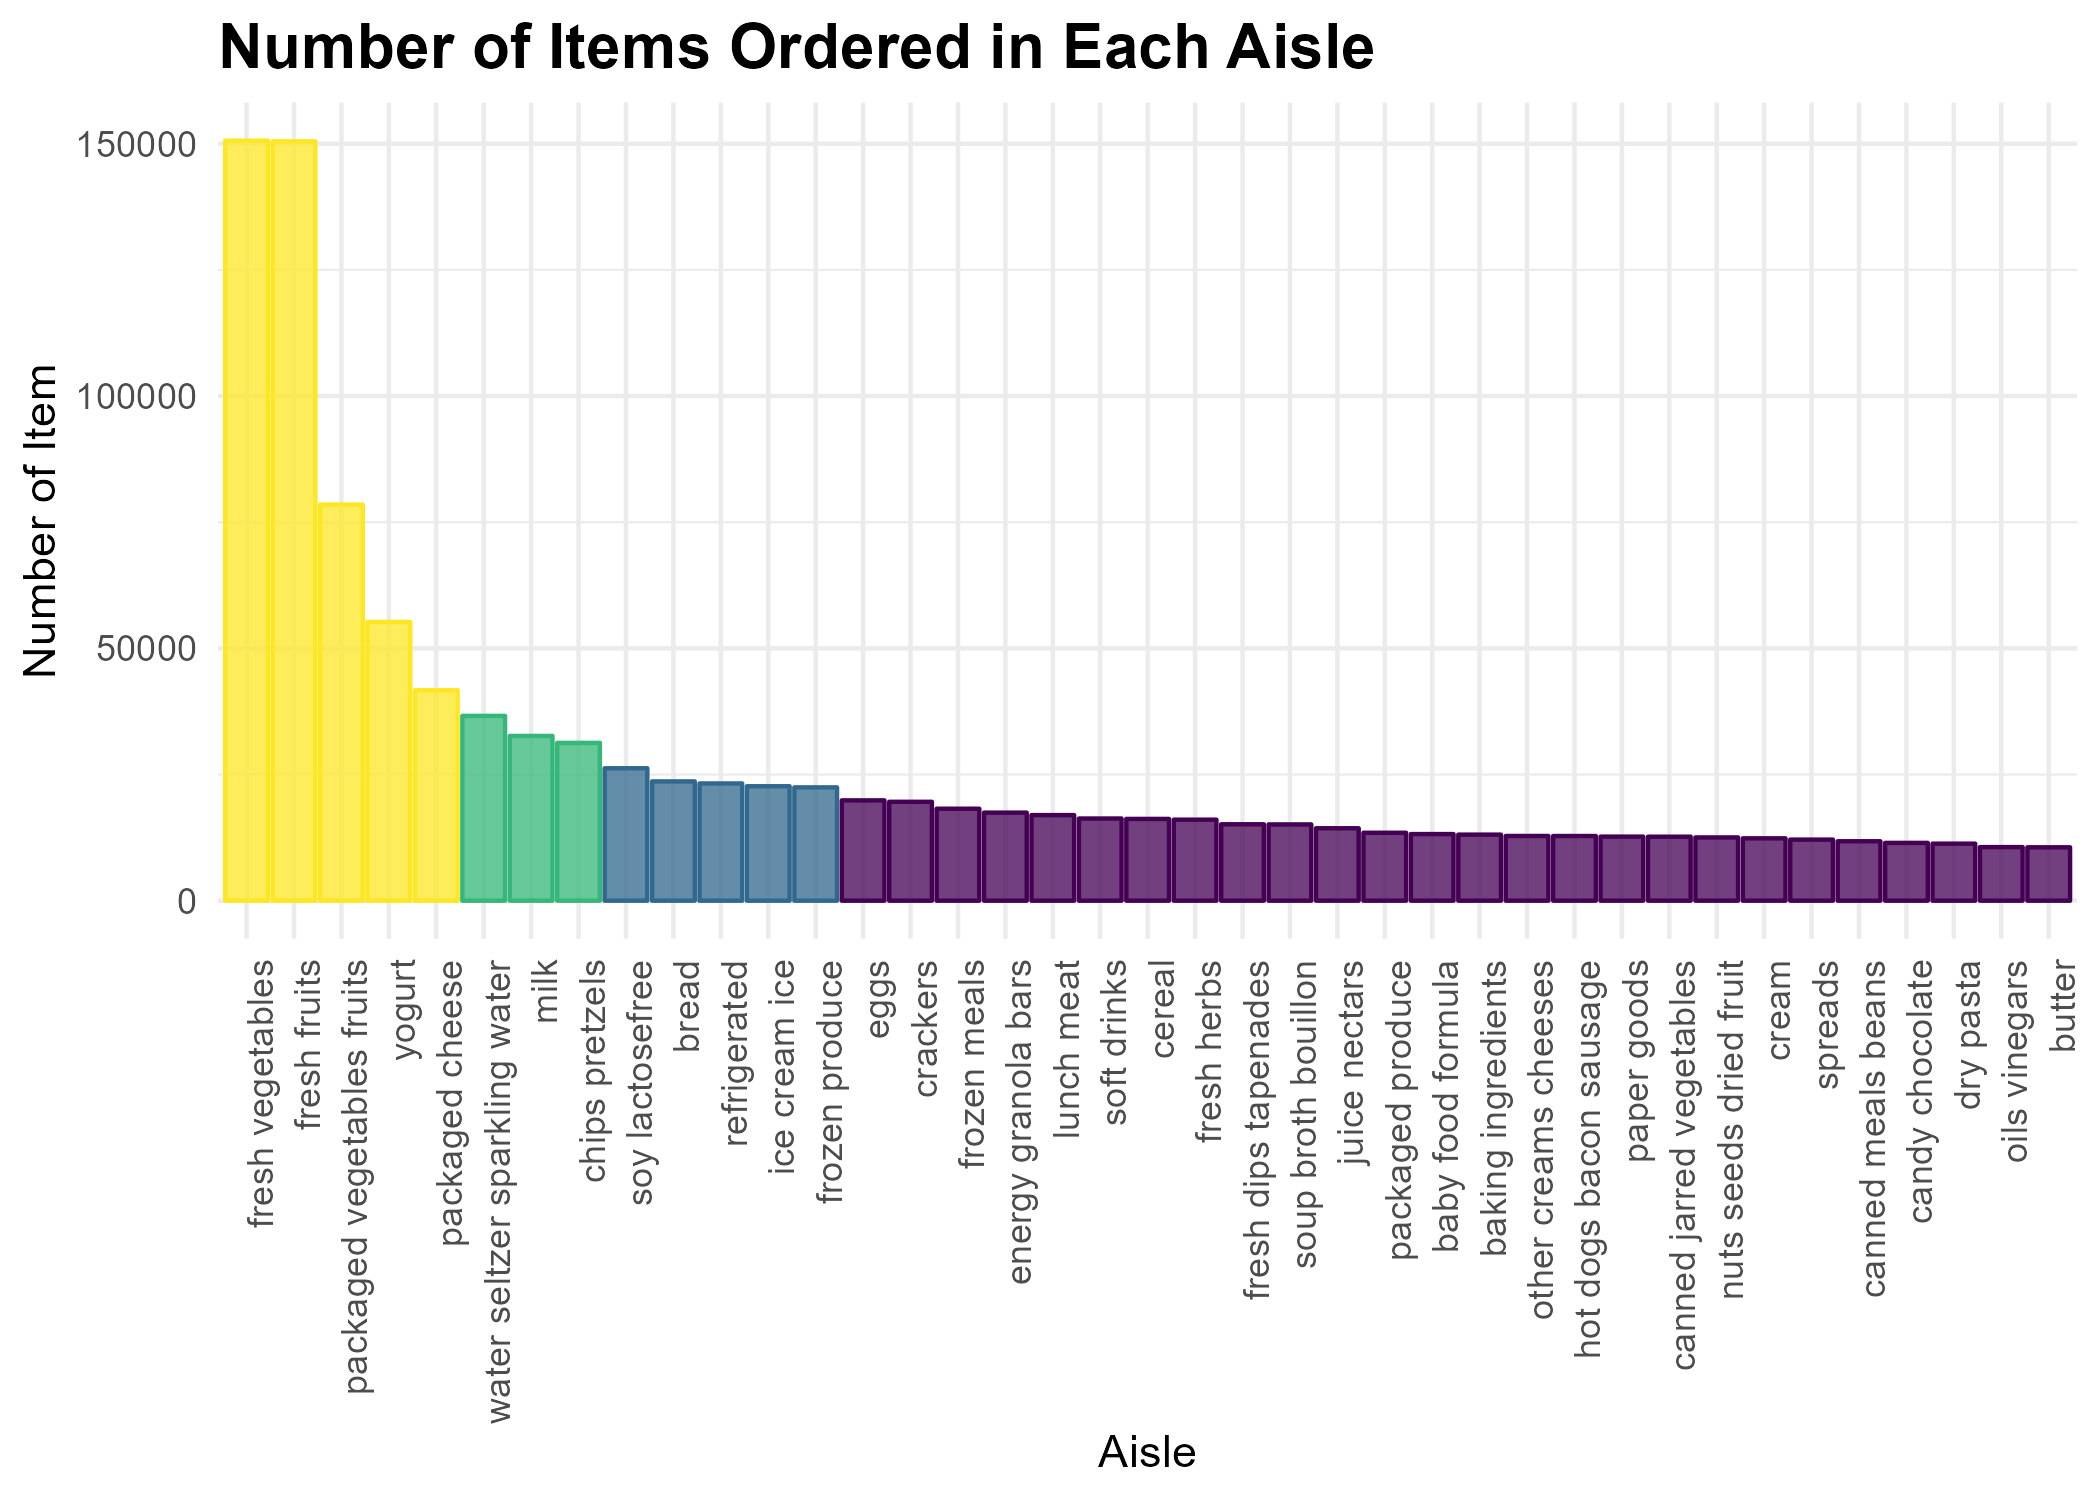 Number of Items Ordered in Each Aisle
Number of Item
150000
100000
50000
0
fresh vegetables
fresh fruits
packaged vegetables fruits
yogurt
packaged cheese
water seltzer sparkling water
milk
chips pretzels
soy lactosefree
bread
refrigerated
ice cream ice
frozen produce
eggs
crackers
frozen meals
energy granola bars
lunch meat
soft drinks
cereal
fresh herbs
fresh dips tapenades
soup broth bouillon
juice nectars
packaged produce
baby food formula
baking ingredients
other creams cheeses
hot dogs bacon sausage
paper goods
canned jarred vegetables
nuts seeds dried fruit
cream
spreads
canned meals beans
candy chocolate
dry pasta
oils vinegars
butter
Aisle